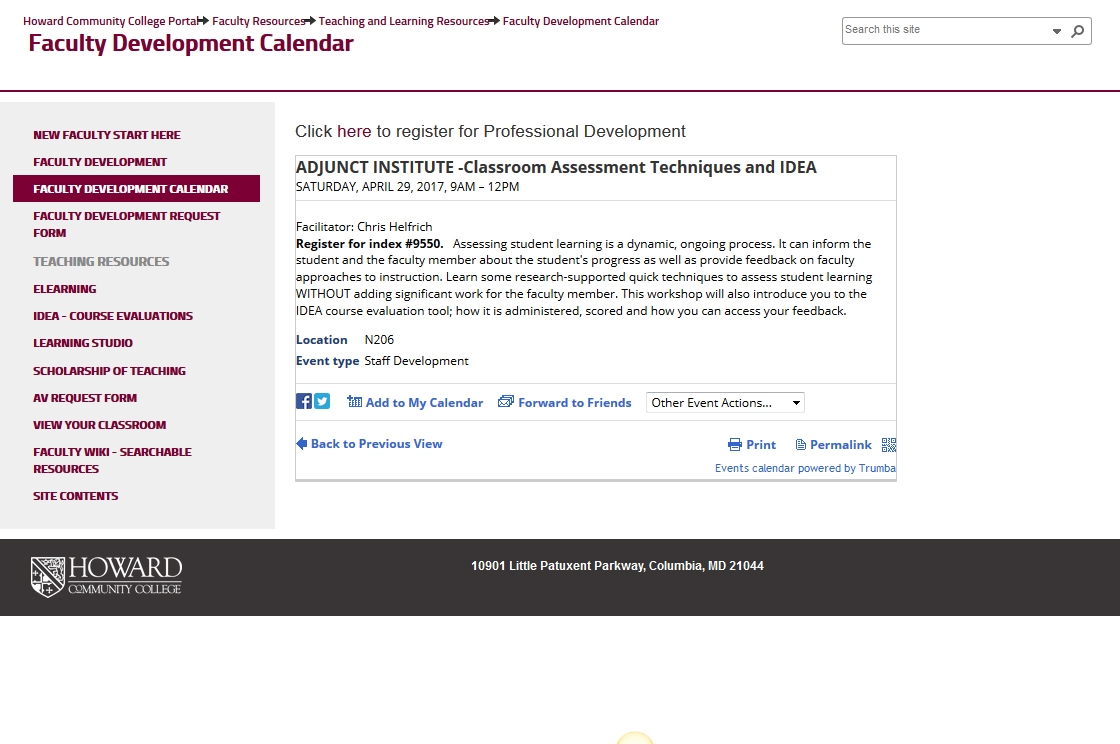 Howard Community College Portal Faculty Resources Teaching and Learning Resources Faculty Development Calendar
Faculty Development Calendar
Search this site
NEW FACULTY START HERE
FACULTY DEVELOPMENT
FACULTY DEVELOPMENT CALENDAR
FACULTY DEVELOPMENT REQUEST
FORM
TEACHING RESOURCES
ELEARNING
IDEA - COURSE EVALUATIONS
LEARNING STUDIO
SCHOLARSHIP OF TEACHING
AV REQUEST FORM
VIEW YOUR CLASSROOM
FACULTY WIKI - SEARCHABLE
RESOURCES
SITE CONTENTS
Click here to register for Professional Development
ADJUNCT INSTITUTE -Classroom Assessment Techniques and IDEA
SATURDAY, APRIL 29, 2017, 9AM – 12PM
Facilitator: Chris Helfrich
Register for index #9550. Assessing student learning is a dynamic, ongoing process. It can inform the
student and the faculty member about the student's progress as well as provide feedback on faculty
approaches to instruction. Learn some research-supported quick techniques to assess student learning
WITHOUT adding significant work for the faculty member. This workshop will also introduce you to the
IDEA course evaluation tool; how it is administered, scored and how you can access your feedback.
Location N206
Event type Staff Development
Add to My Calendar Forward to Friends Other Event Actions...
Back to Previous View Print Permalink
Events calendar powered by Trumba
HOWARD
COMMUNITY COLLEGE
10901 Little Patuxent Parkway, Columbia, MD 21044